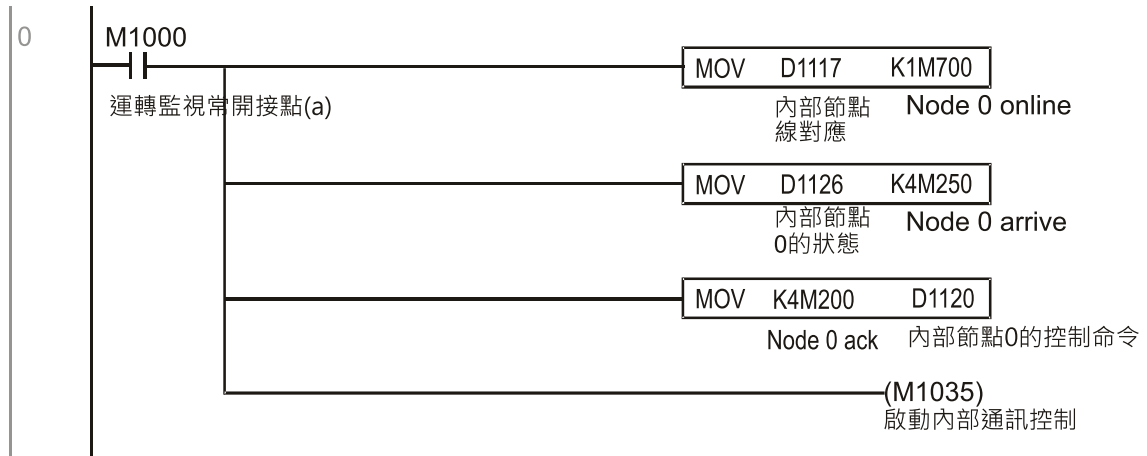 0
M1000
運轉監視常開接點(a)
MOV D1117 K1M700
內部節點
線對應
Node 0 online
MOV D1126 K4M250
內部節點
0的狀態
Node 0 arrive
MOV K4M200 D1120
Node 0 ack
內部節點0的控制命令
(M1035)
啟動內部通訊控制